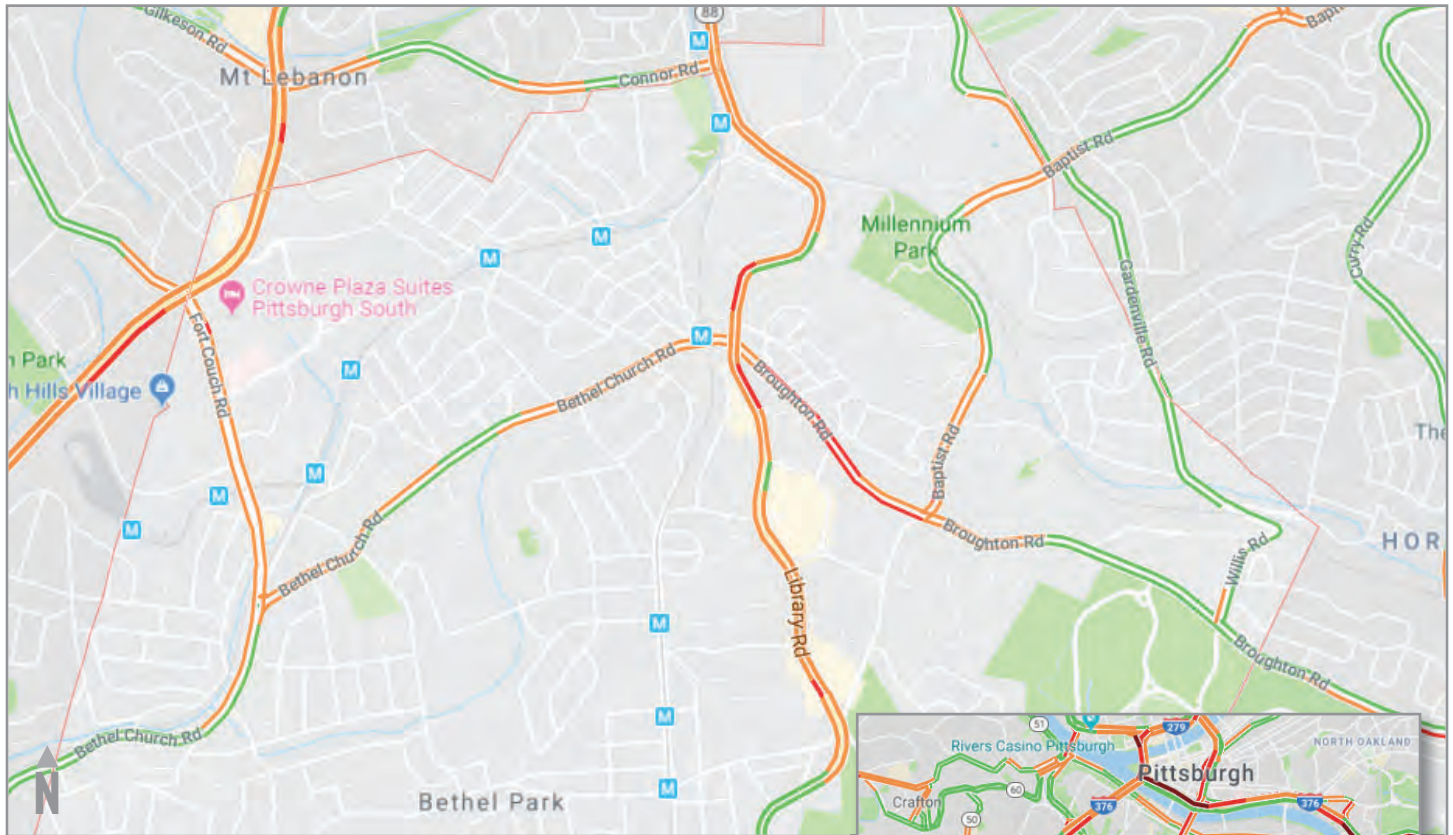 Gilkeson Rd
88
Bapti
Bapti
Mt Lebanon
Connor Rd
M
M
Baptist Rd
Millennium
Park
M
M
Gardenville Rd
Curry Rd
Crowne Plaza Suites
Pittsburgh South
Fort Couch Rd
M
n Park
M
h Hills Village
Bethel Church Rd
Broughton Rd
The
M
Baptist Rd
M
M
Bethel Church Rd
Broughton Rd
HOR
Willis Rd
Library Rd
M
Broughton Rd
M
Bethel Church Rd
N
M
Bethel Park
51
279
Rivers Casino Pittsburgh
NORTH OAKLAND
Pittsburgh
Crafton
60
376
376
50